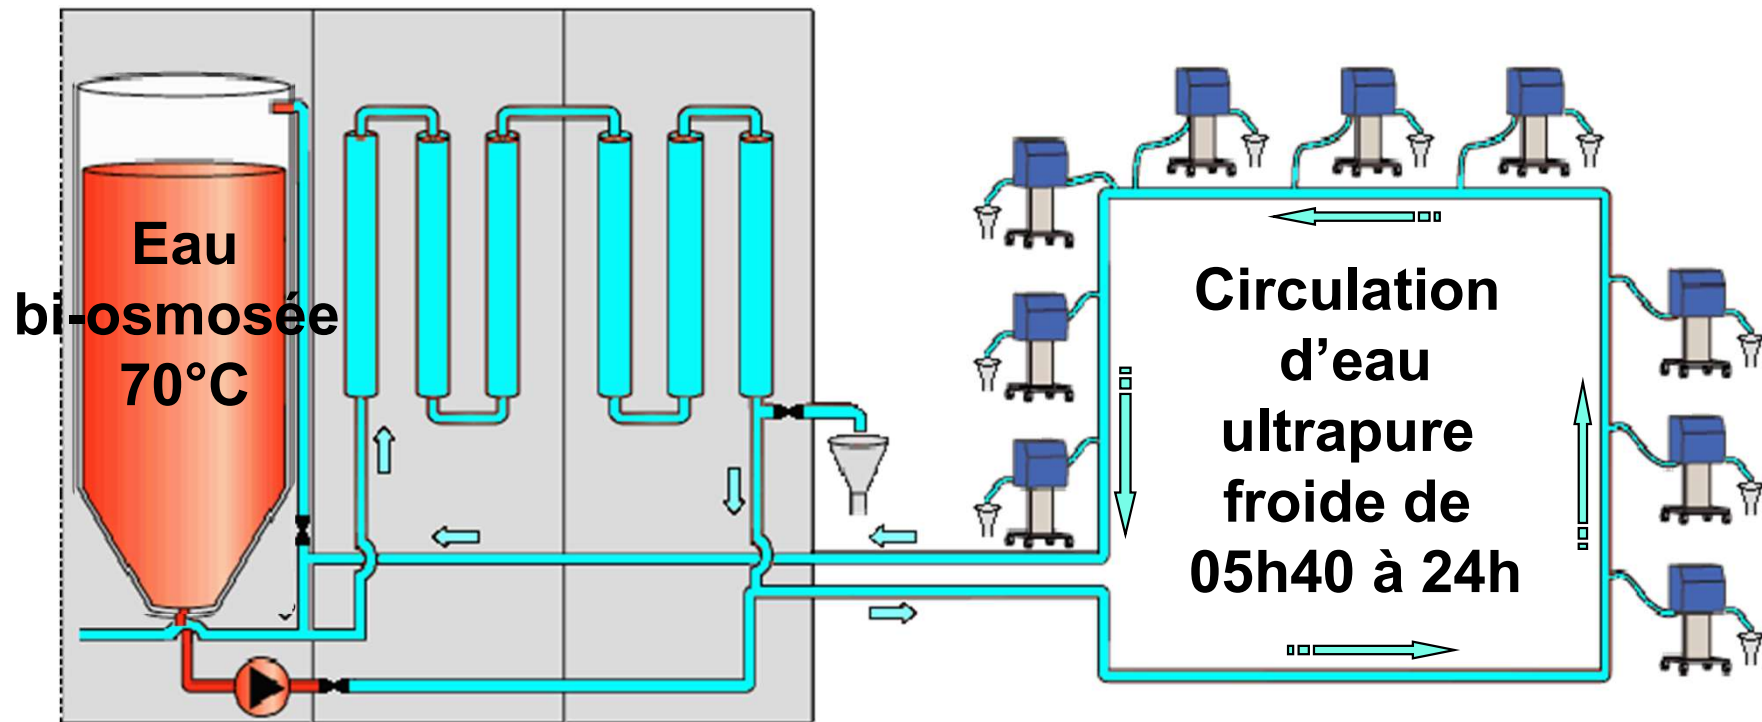 Eau
bi-osmosée
70°C
Circulation
d’eau
ultrapure
froide de
05h40 à 24h